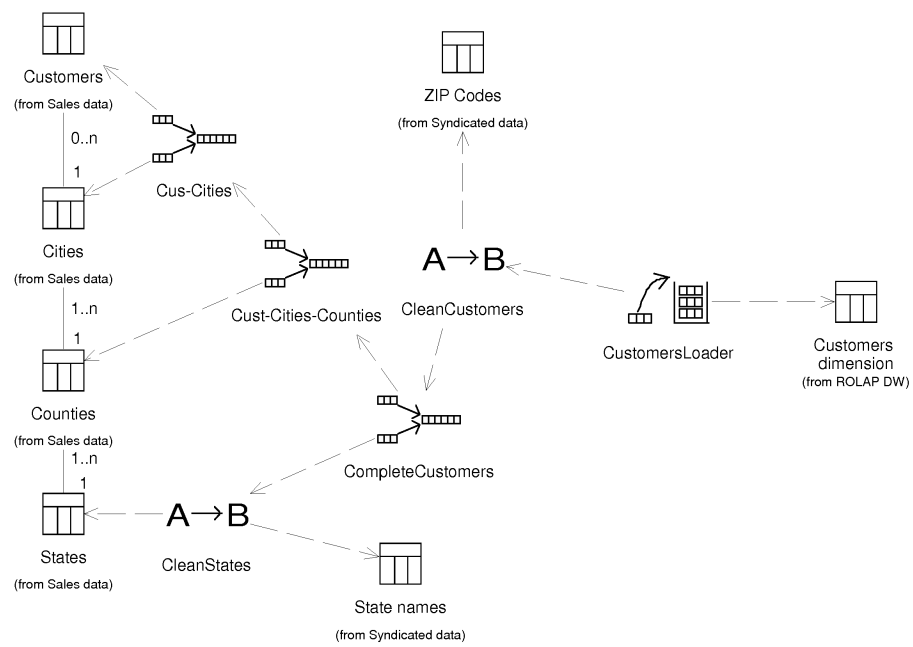 Customers
(from Sales data)
0..n
1
Cus-Cities
Cities
(from Sales data)
1..n
1
Cust-Cities-Counties
Counties
(from Sales data)
1..n
1
States
(from Sales data)
A B
CleanStates
State names
(from Syndicated data)
CompleteCustomers
ZIP Codes
(from Syndicated data)
A B
CleanCustomers
CustomersLoader
Customers
dimension
(from ROLAP DW)